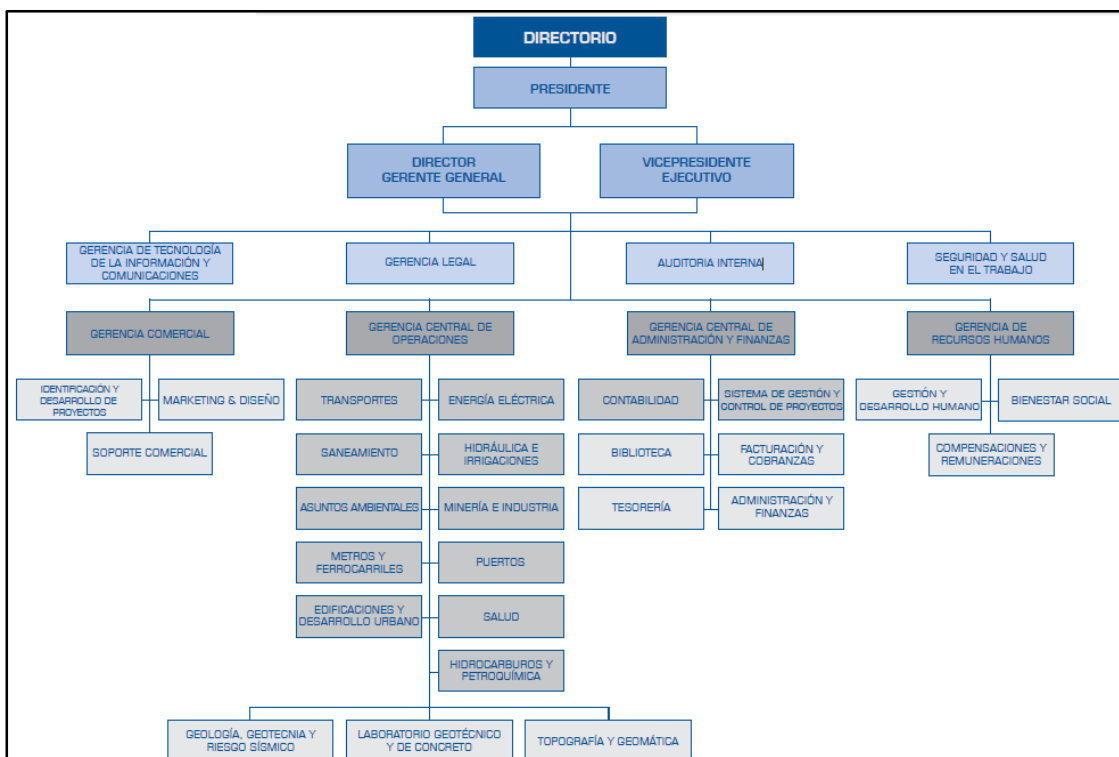 DIRECTORIO
PRESIDENTE
DIRECTOR
GERENTE GENERAL
VICEPRESIDENTE
EJECUTIVO
GERENCIA DE TECNOLOGÍA
DE LA INFORMACIÓN Y
COMUNICACIONES
GERENCIA LEGAL
AUDITORIA INTERNA
SEGURIDAD Y SALUD
EN EL TRABAJO
GERENCIA COMERCIAL
GERENCIA CENTRAL DE
OPERACIONES
GERENCIA CENTRAL DE
ADMINISTRACIÓN Y FINANZAS
GERENCIA DE
RECURSOS HUMANOS
IDENTIFICACIÓN Y
DESARROLLO DE
PROYECTOS
MARKETING & DISEÑO
SOPORTE COMERCIAL
TRANSPORTES
ENERGÍA ELÉCTRICA
SANEAMIENTO
HIDRÁULICA E
IRRIGACIONES
ASUNTOS AMBIENTALES
MINERÍA E INDUSTRIA
METROS Y
FERROCARRILES
PUERTOS
EDIFICACIONES Y
DESARROLLO URBANO
SALUD
HIDROCARBUROS Y
PETROQUÍMICA
GEOLOGÍA, GEOTECNIA Y
RIESGO SÍSMICO
LABORATORIO GEOTÉCNICO
Y DE CONCRETO
TOPOGRAFÍA Y GEOMÁTICA
CONTABILIDAD
SISTEMA DE GESTIÓN Y
CONTROL DE PROYECTOS
BIBLIOTECA
FACTURACIÓN Y
COBRANZAS
TESORERÍA
ADMINISTRACIÓN Y
FINANZAS
GESTIÓN Y
DESARROLLO HUMANO
BIENESTAR SOCIAL
COMPENSACIONES Y
REMUNERACIONES